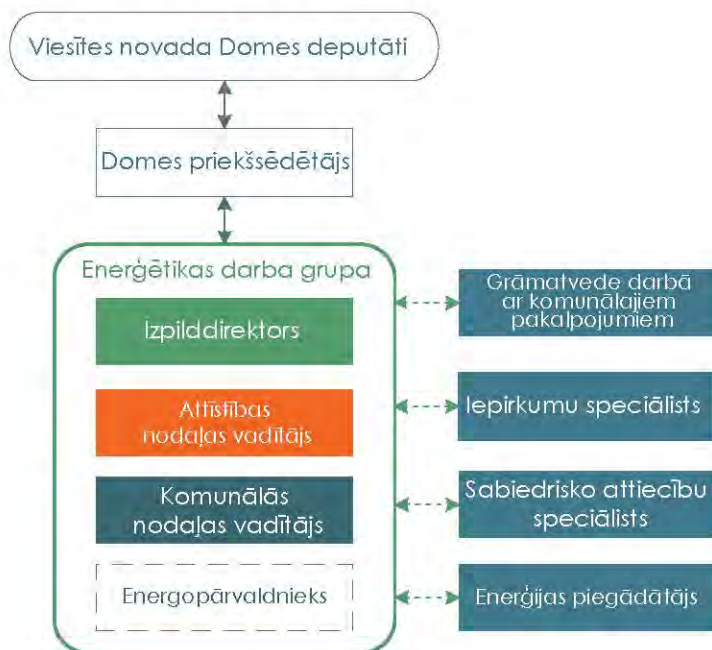 Viesītes novada Domes deputāti
Domes priekšsēdētājs
Enerģētikas darba grupa
Izpilddirektors
Attīstības
nodaļas vadītājs
Komunālās
nodaļas vadītājs
Energopārvaldnieks
Grāmatvede darbā
ar komunālajiem
pakalpojumiem
Iepirkumu speciālists
Sabiedrisko attiecību
speciālists
Enerģijas piegādātājs